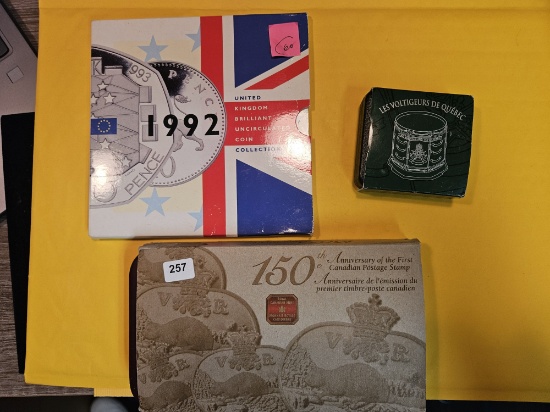 60
1992
UNITED
KINGDOM
BRILLIANT
UNCIRCULATED
COIN
COLLECTION
1993
PENCE
PENC
LES VOLTIGEURS DE QUÉBEC
257
150th Anniversary of the First
Canadian Postage Stamp
Anniversaire de l'émission du
premier timbre-poste canadien
V R
V R
V R